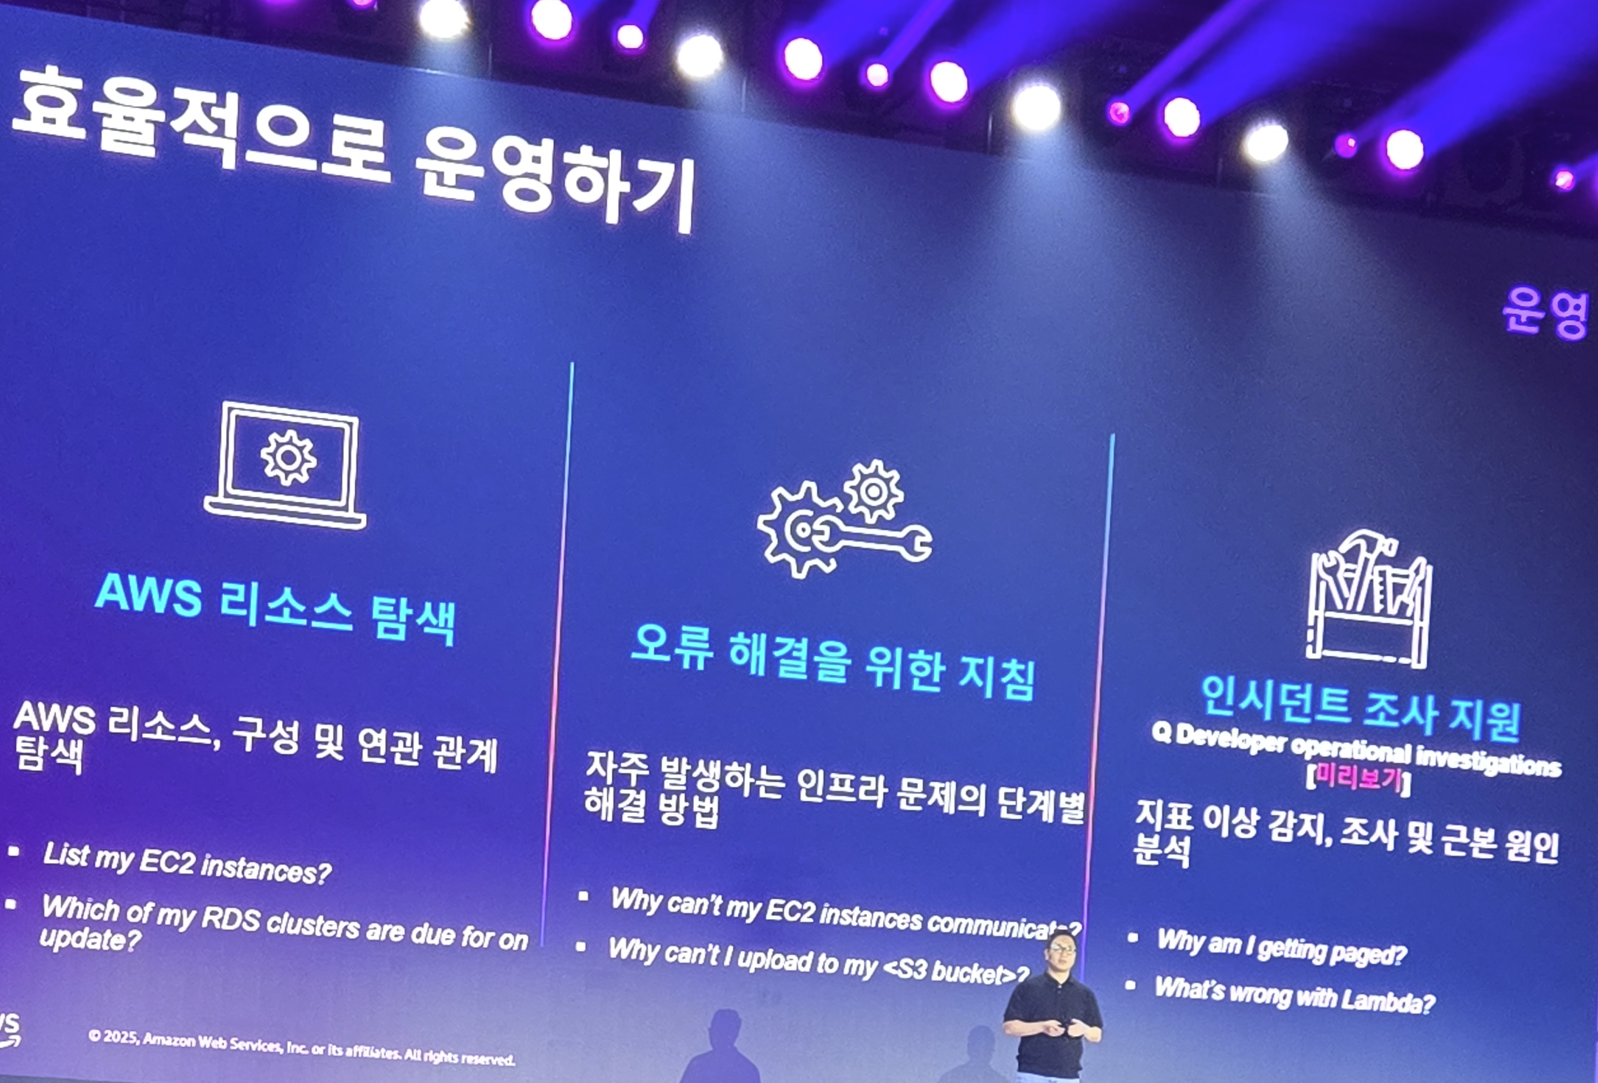 효율적으로 운영하기
운영
AWS 리소스 탐색
AWS 리소스, 구성 및 연관 관계
탐색
▪ List my EC2 instances?
▪ Which of my RDS clusters are due for on
update?
오류 해결을 위한 지침
자주 발생하는 인프라 문제의 단계별
해결 방법
▪ Why can't my EC2 instances communicate?
▪ Why can't I upload to my <S3 bucket>?
인시던트 조사 지원
Q Developer operational investigations
[미리보기]
지표 이상 감지, 조사 및 근본 원인
분석
▪ Why am I getting paged?
▪ What's wrong with Lambda?
© 2025, Amazon Web Services, Inc. or its affiliates. All rights reserved.